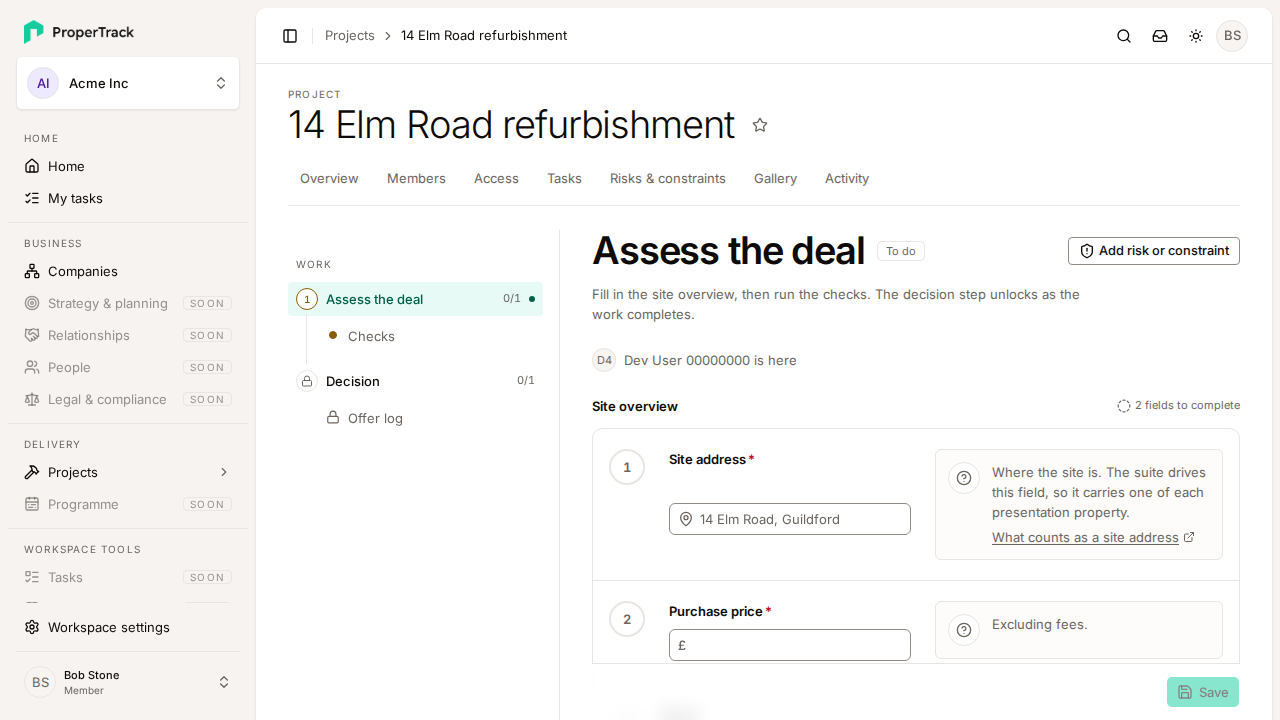 ProperTrack
AI
Acme Inc
HOME
Home
My tasks
BUSINESS
Companies
Strategy & planning SOON
Relationships SOON
People SOON
Legal & compliance SOON
DELIVERY
Projects
Programme SOON
WORKSPACE TOOLS
Tasks SOON
Workspace settings
BS
Bob Stone
Member
Projects
14 Elm Road refurbishment
BS
PROJECT
14 Elm Road refurbishment
Overview
Members
Access
Tasks
Risks & constraints
Gallery
Activity
WORK
1 Assess the deal 0/1
Checks
Decision 0/1
Offer log
Assess the deal
To do
Add risk or constraint
Fill in the site overview, then run the checks. The decision step unlocks as the
work completes.
D4 Dev User 00000000 is here
Site overview
2 fields to complete
1
Site address *
14 Elm Road, Guildford
Where the site is. The suite drives
this field, so it carries one of each
presentation property.
What counts as a site address
2
Purchase price *
£
Excluding fees.
Save